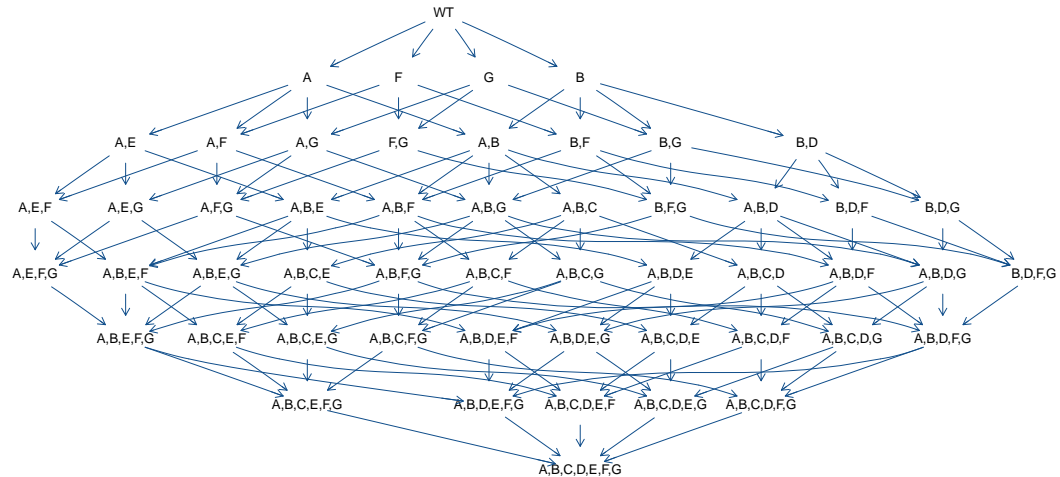 WT
A F G B
A,E A,F A,G F,G A,B B,F B,G B,D
A,E,F A,E,G A,F,G A,B,E A,B,F A,B,G A,B,C B,F,G A,B,D B,D,F B,D,G
A,E,F,G A,B,E,F A,B,E,G A,B,C,E A,B,F,G A,B,C,F A,B,C,G A,B,D,E A,B,C,D A,B,D,F A,B,D,G B,D,F,G
A,B,E,F,G A,B,C,E,F A,B,C,E,G A,B,C,F,G A,B,D,E,F A,B,D,E,G A,B,C,D,E A,B,C,D,F A,B,C,D,G A,B,D,F,G
A,B,C,E,F,G A,B,D,E,F,G A,B,C,D,E,F A,B,C,D,E,G A,B,C,D,F,G
A,B,C,D,E,F,G